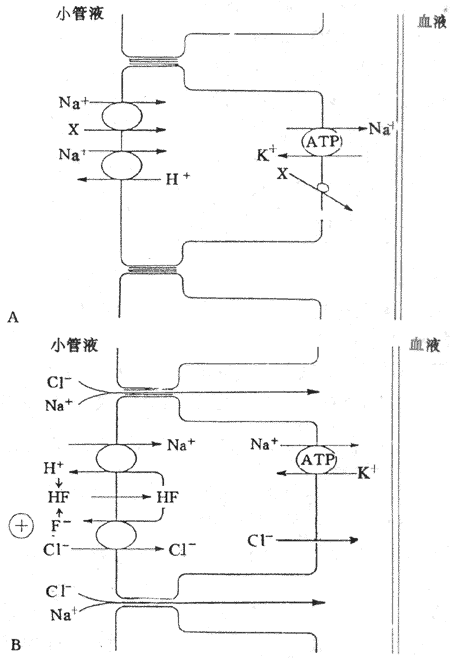 小管液 血液
Na⁺
X
Na⁺
H⁺
ATP
Na⁺
K⁺
X
A
小管液 血液
Cl⁻
Na⁺
Na⁺
H⁺
HF HF
F⁻
Cl⁻ Cl⁻
Na⁺
ATP
K⁺
Cl⁻
+
Cl⁻
Na⁺
B